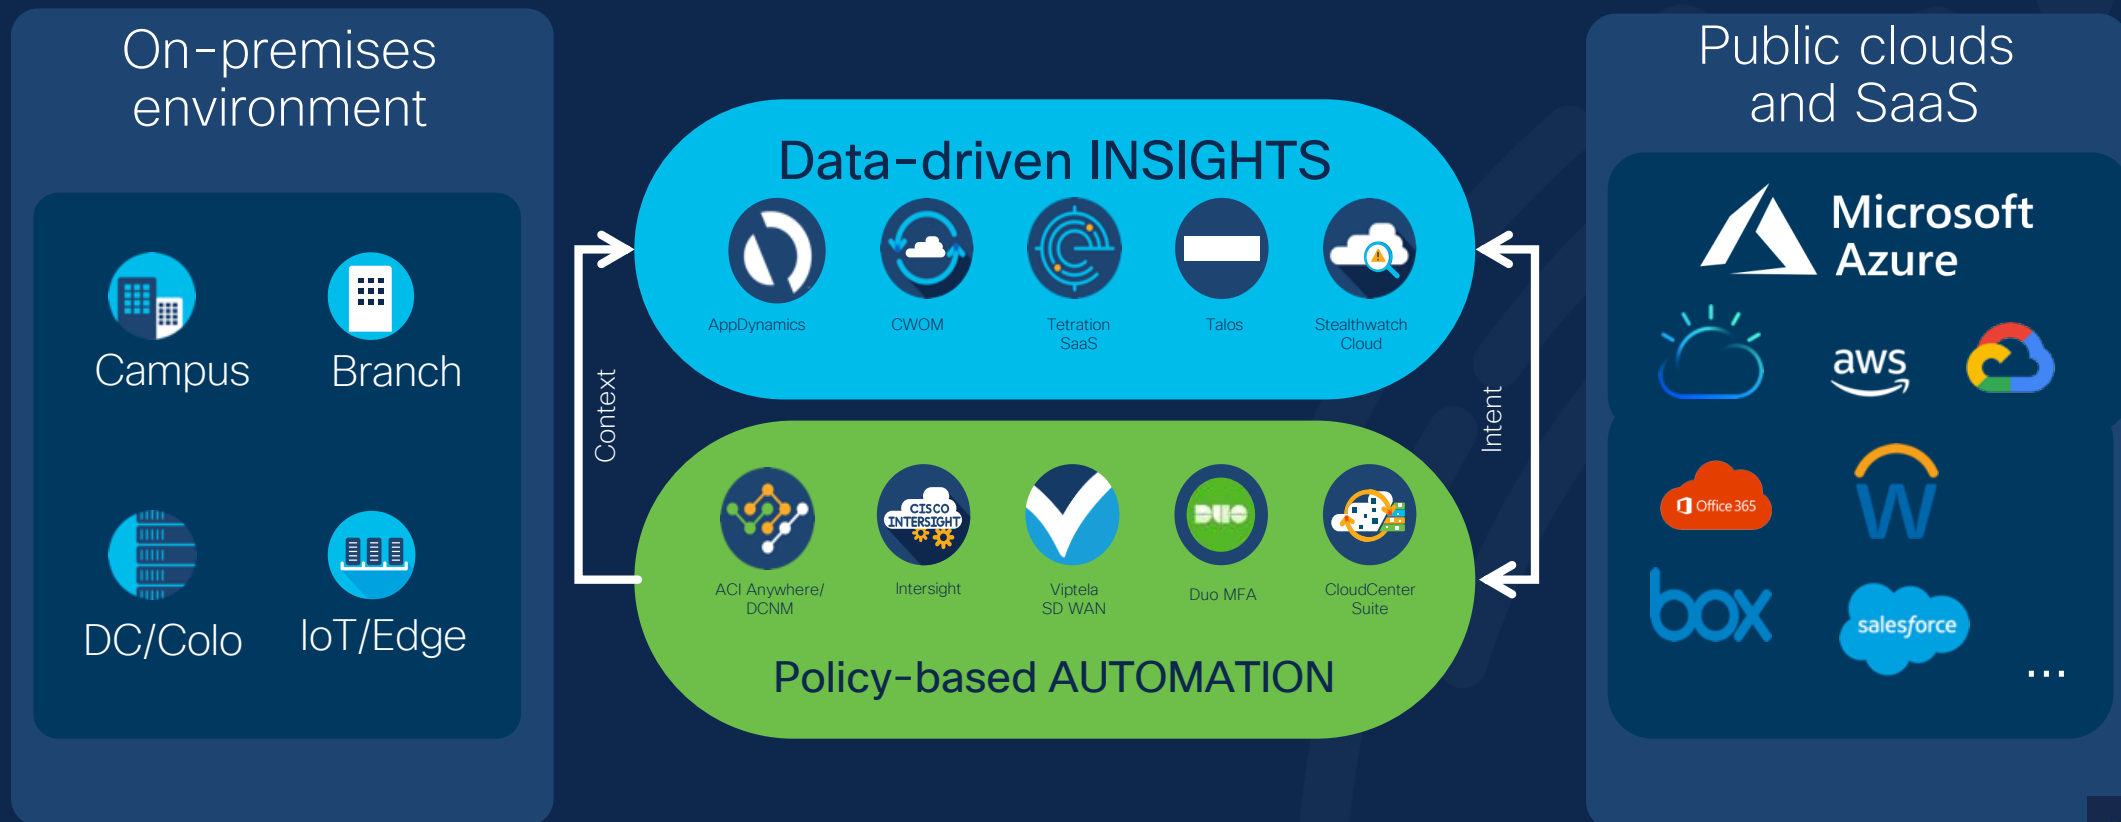 On-premises
environment
Campus
Branch
DC/Colo
IoT/Edge
Data-driven INSIGHTS
AppDynamics
CWOM
Tetration
SaaS
Talos
Stealthwatch
Cloud
Context
Intent
CISCO
INTERSIGHT
DUO
ACI Anywhere/
DCNM
Intersight
Viptela
SD WAN
Duo MFA
CloudCenter
Suite
Policy-based AUTOMATION
Public clouds
and SaaS
Microsoft
Azure
aws
Office 365
W
box
salesforce
...